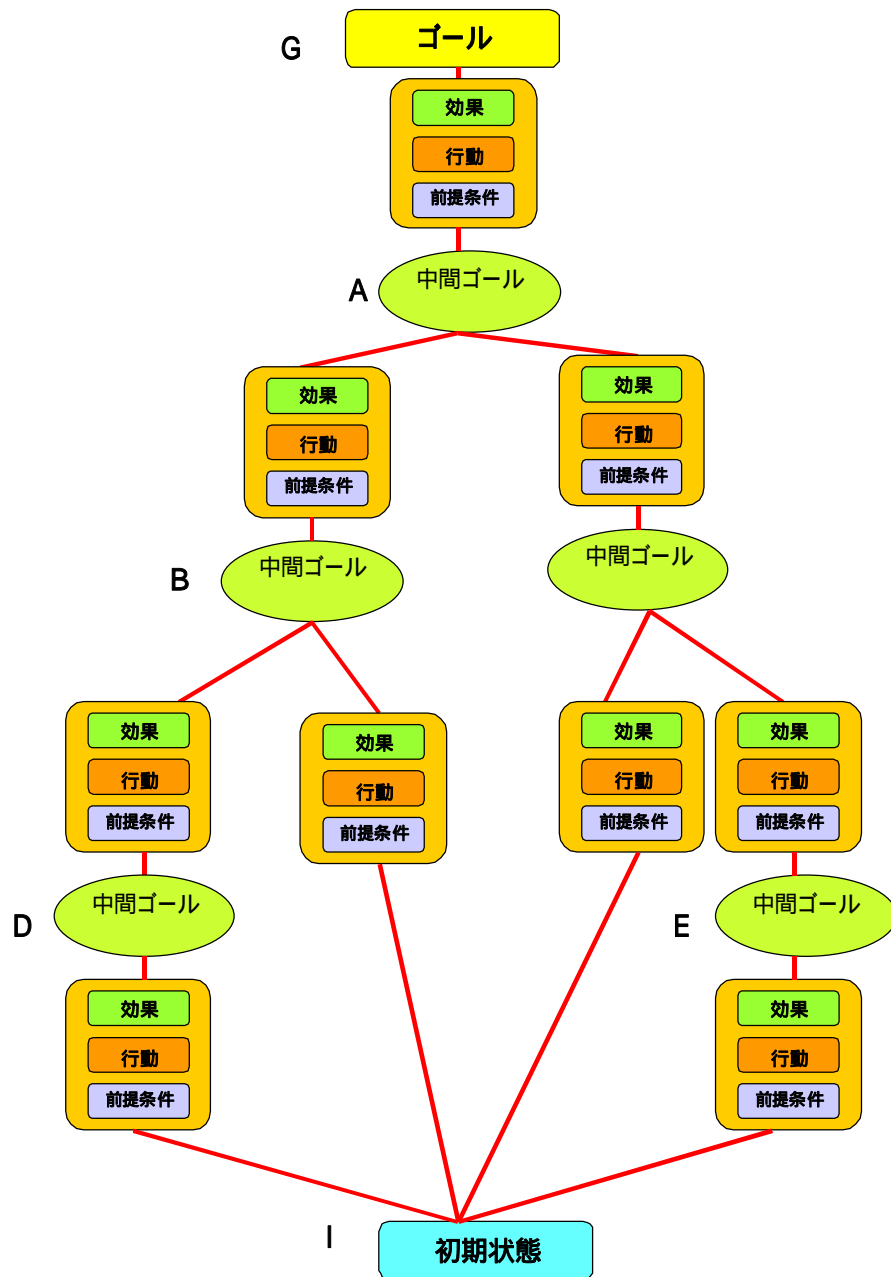 G
ゴール
効果
行動
前提条件
A
中間ゴール
効果
行動
前提条件
効果
行動
前提条件
B
中間ゴール
中間ゴール
効果
行動
前提条件
効果
行動
前提条件
効果
行動
前提条件
効果
行動
前提条件
D
中間ゴール
E
中間ゴール
効果
行動
前提条件
効果
行動
前提条件
I
初期状態